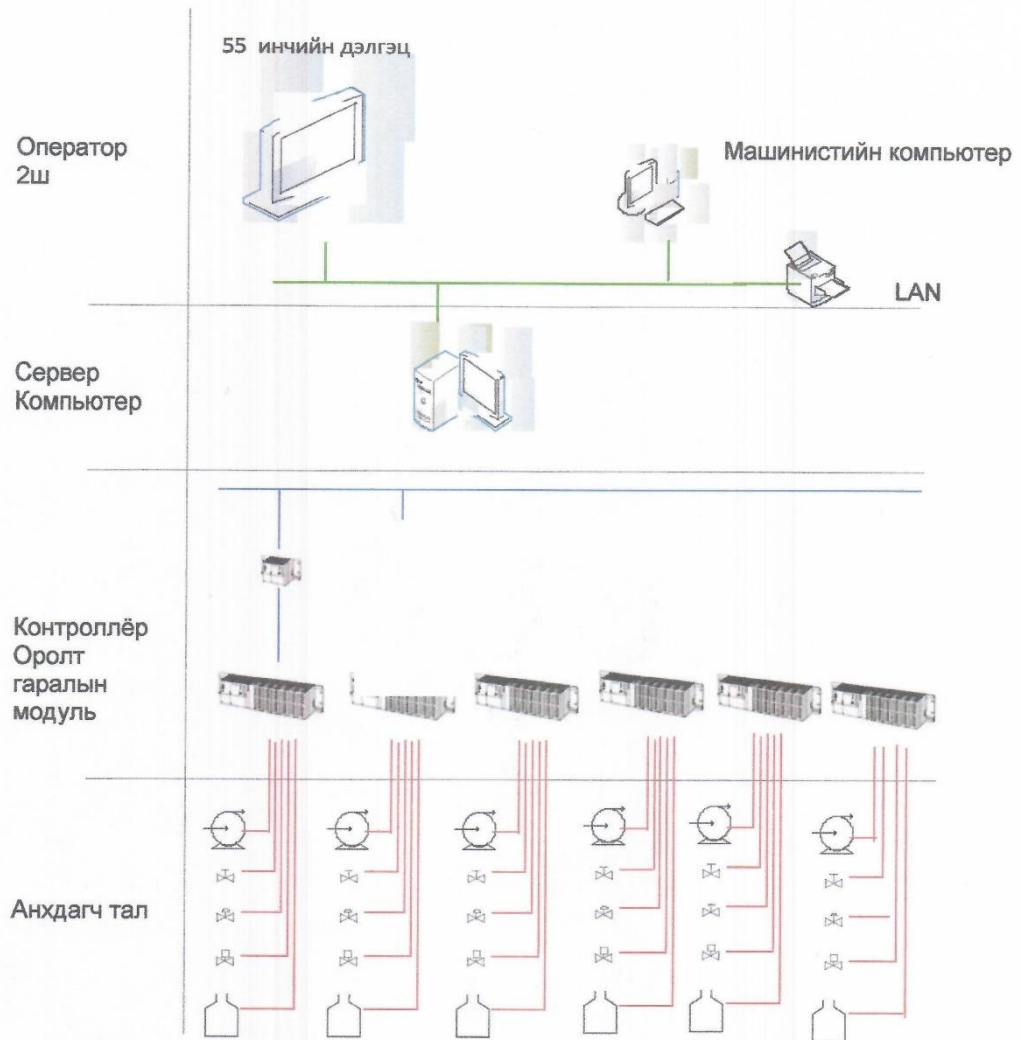 55 инчийн дэлгэц
Оператор
2ш
Машинистийн компьютер
LAN
Сервер
Компьютер
Контроллёр
Оролт
гаралын
модуль
Анхдагч тал